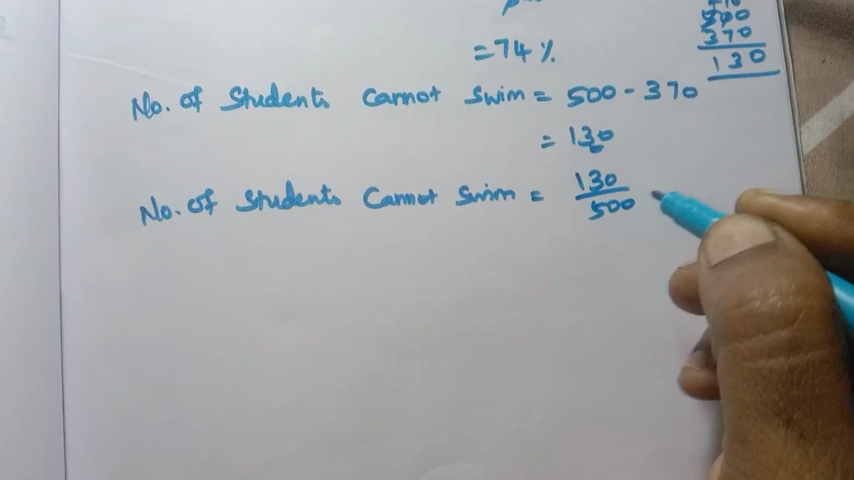 = 74 %
500
370
130
No. of Students Cannot Swim = 500 - 370
= 130
No. of Students Cannot Swim = 130/500